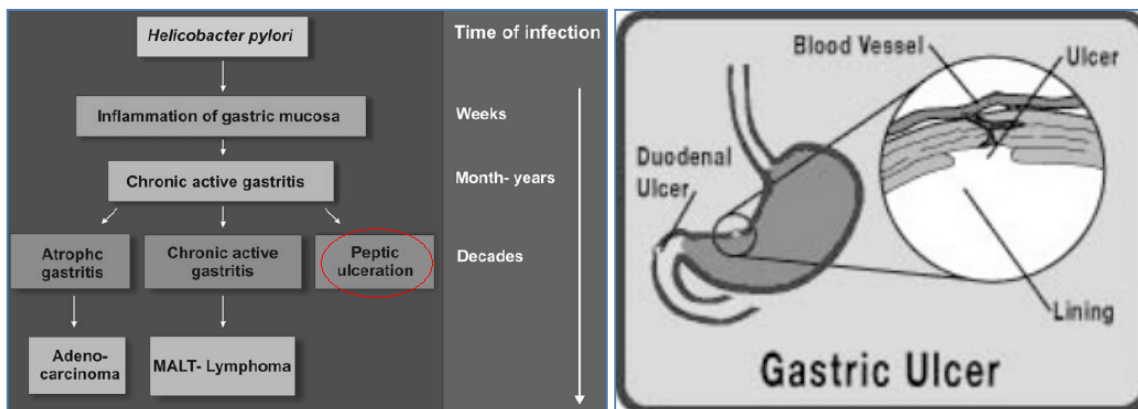 Helicobacter pylori
Time of infection
Inflammation of gastric mucosa
Weeks
Chronic active gastritis
Month- years
Atrophc
gastritis
Chronic active
gastritis
Peptic
ulceration
Decades
Adeno-
carcinoma
MALT- Lymphoma
Blood Vessel
Ulcer
Duodenal
Ulcer
Lining
Gastric Ulcer